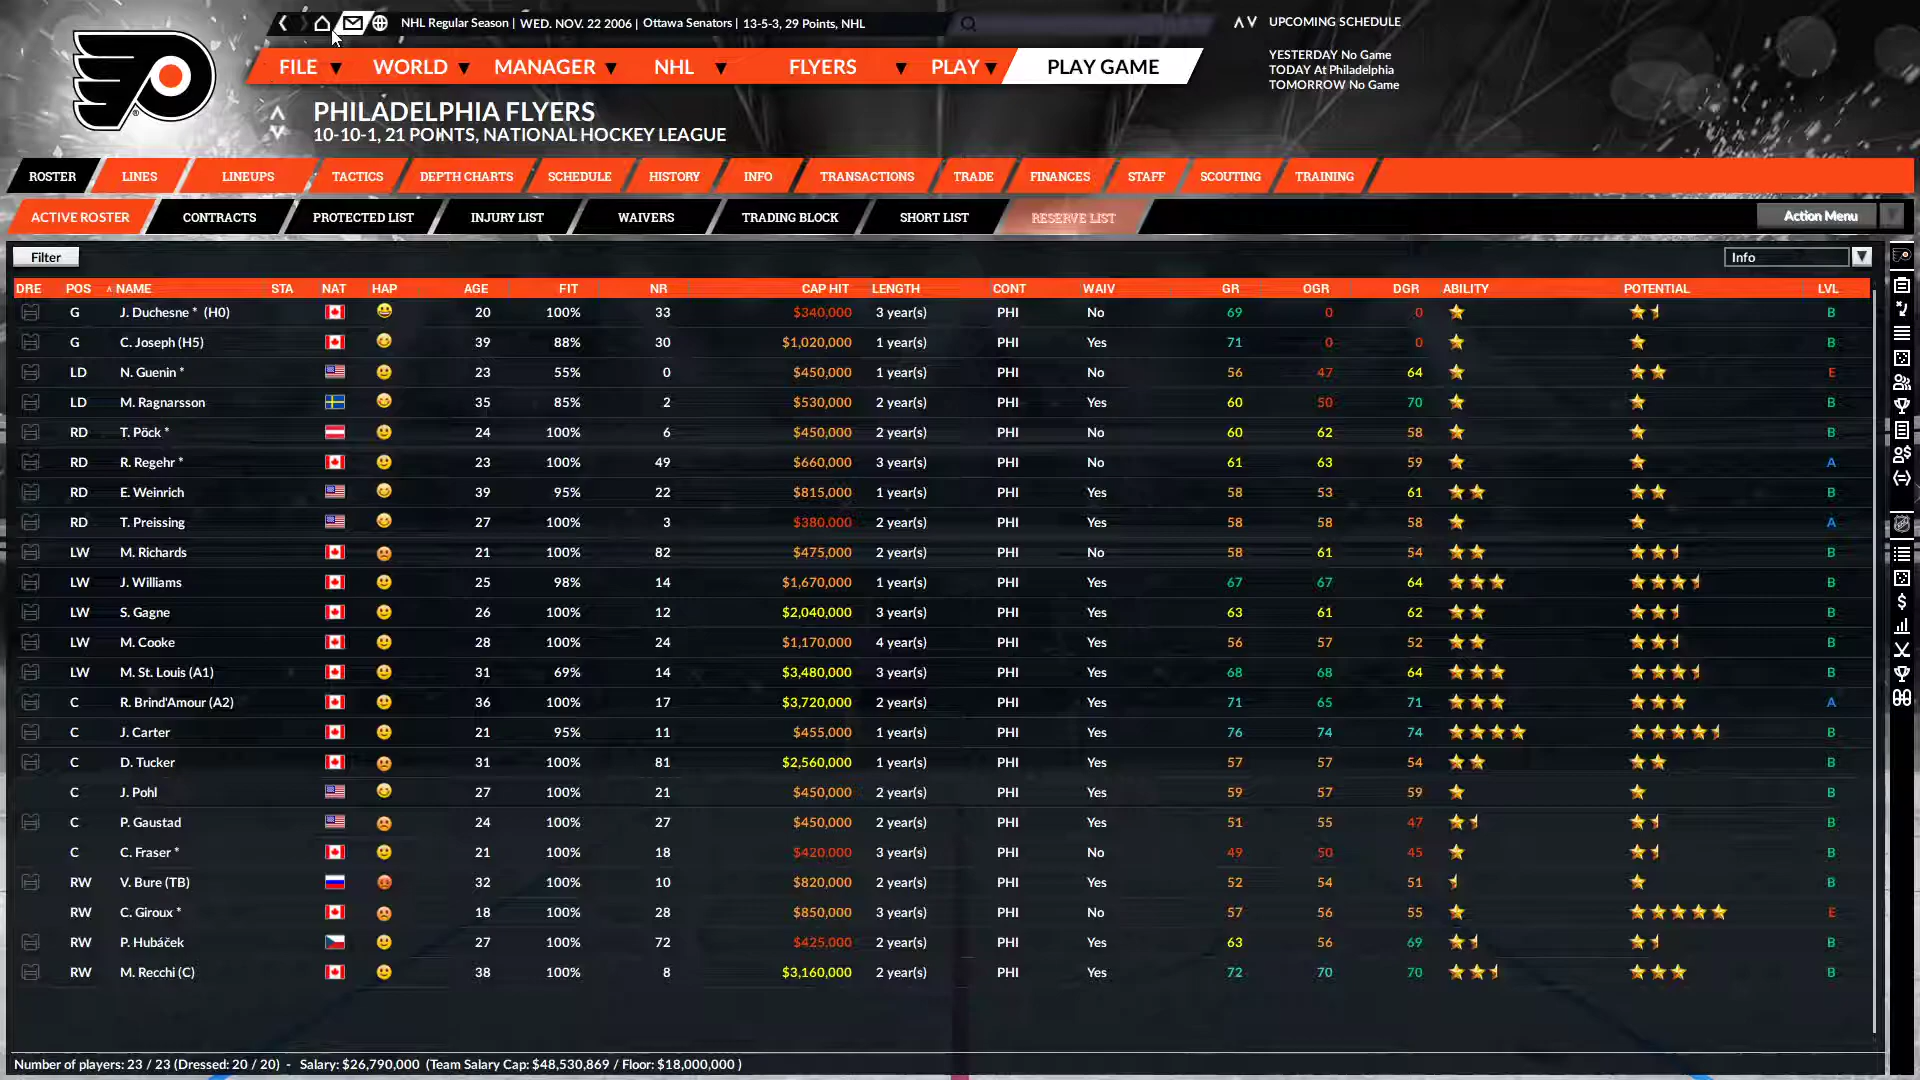 NHL Regular Season | WED. NOV. 22 2006 | Ottawa Senators | 13-5-3, 29 Points, NHL
UPCOMING SCHEDULE
YESTERDAY No Game
TODAY At Philadelphia
TOMORROW No Game
FILE WORLD MANAGER NHL FLYERS PLAY PLAY GAME
PHILADELPHIA FLYERS
10-10-1, 21 POINTS, NATIONAL HOCKEY LEAGUE
ROSTER LINES LINEUPS TACTICS DEPTH CHARTS SCHEDULE HISTORY INFO TRANSACTIONS TRADE FINANCES STAFF SCOUTING TRAINING
ACTIVE ROSTER CONTRACTS PROTECTED LIST INJURY LIST WAIVERS TRADING BLOCK SHORT LIST RESERVE LIST Action Menu
Filter Info
DRE POS NAME STA NAT HAP AGE FIT NR CAP HIT LENGTH CONT WAIV GR OGR DGR ABILITY POTENTIAL LVL
G J. Duchesne * (H0) 20 100% 33 $340,000 3 year(s) PHI No 69 0 0 B
G C. Joseph (H5) 39 88% 30 $1,020,000 1 year(s) PHI Yes 71 0 0 B
LD N. Guenin * 23 55% 0 $450,000 1 year(s) PHI No 56 47 64 E
LD M. Ragnarsson 35 85% 2 $530,000 2 year(s) PHI Yes 60 50 70 B
RD T. Pöck * 24 100% 6 $450,000 2 year(s) PHI No 60 62 58 B
RD R. Regehr * 23 100% 49 $660,000 3 year(s) PHI No 61 63 59 A
RD E. Weinrich 39 95% 22 $815,000 1 year(s) PHI Yes 58 53 61 B
RD T. Preissing 27 100% 3 $380,000 2 year(s) PHI Yes 58 58 58 A
LW M. Richards 21 100% 82 $475,000 2 year(s) PHI No 58 61 54 B
LW J. Williams 25 98% 14 $1,670,000 1 year(s) PHI Yes 67 67 64 B
LW S. Gagne 26 100% 12 $2,040,000 3 year(s) PHI Yes 63 61 62 B
LW M. Cooke 28 100% 24 $1,170,000 4 year(s) PHI Yes 56 57 52 B
LW M. St. Louis (A1) 31 69% 14 $3,480,000 3 year(s) PHI Yes 68 68 64 B
C R. Brind'Amour (A2) 36 100% 17 $3,720,000 2 year(s) PHI Yes 71 65 71 A
C J. Carter 21 95% 11 $455,000 1 year(s) PHI Yes 76 74 74 B
C D. Tucker 31 100% 81 $2,560,000 1 year(s) PHI Yes 57 57 54 B
C J. Pohl 27 100% 21 $450,000 2 year(s) PHI Yes 59 57 59 B
C P. Gaustad 24 100% 27 $450,000 2 year(s) PHI Yes 51 55 47 B
C C. Fraser * 21 100% 18 $420,000 3 year(s) PHI No 49 50 45 B
RW V. Bure (TB) 32 100% 10 $820,000 2 year(s) PHI Yes 52 54 51 B
RW C. Giroux * 18 100% 28 $850,000 3 year(s) PHI No 57 56 55 E
RW P. Hubáček 27 100% 72 $425,000 2 year(s) PHI Yes 63 56 69 B
RW M. Recchi (C) 38 100% 8 $3,160,000 2 year(s) PHI Yes 72 70 70 B
Number of players: 23 / 23 (Dressed: 20 / 20) - Salary: $26,790,000 (Team Salary Cap: $48,530,869 / Floor: $18,000,000 )